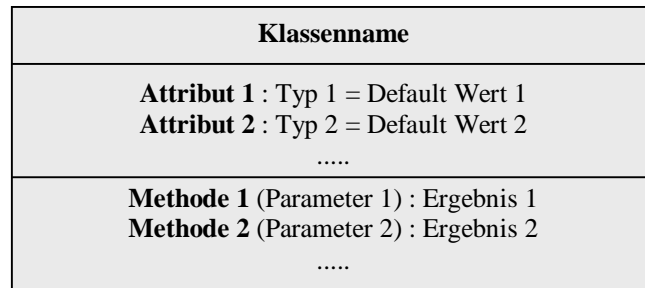 Klassenname
Attribut 1 : Typ 1 = Default Wert 1
Attribut 2 : Typ 2 = Default Wert 2
.....
Methode 1 (Parameter 1) : Ergebnis 1
Methode 2 (Parameter 2) : Ergebnis 2
.....